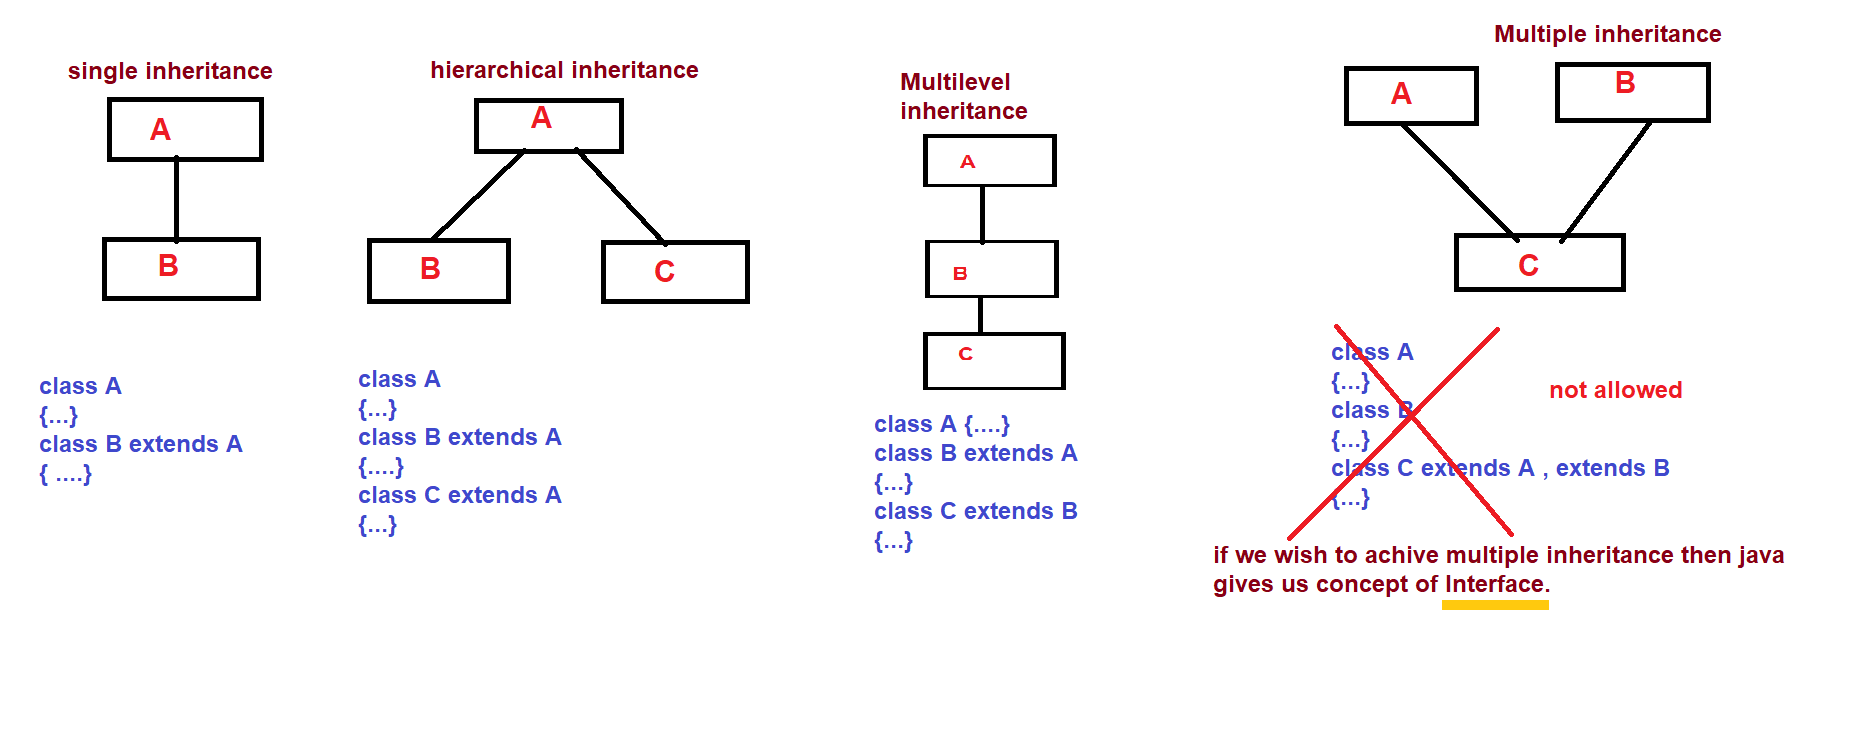 single inheritance
A
B
class A
{...}
class B extends A
{ ....}
hierarchical inheritance
A
B
C
class A
{...}
class B extends A
{....}
class C extends A
{...}
Multilevel
inheritance
A
B
C
class A {....}
class B extends A
{...}
class C extends B
{...}
Multiple inheritance
A
B
C
class A
{...}
class B
{...}
class C extends A , extends B
{...}
not allowed
if we wish to achive multiple inheritance then java
gives us concept of Interface.